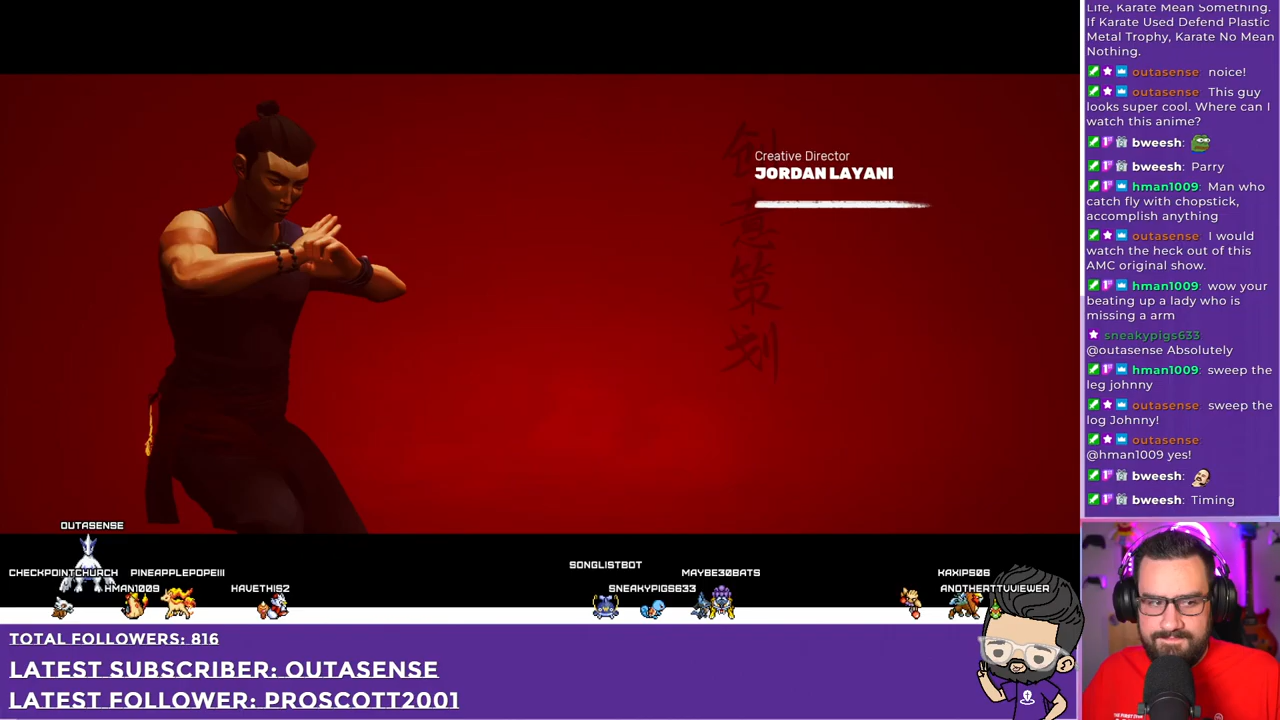 创意策划
Creative Director
JORDAN LAYANI
Life, Karate Mean Something.
If Karate Used Defend Plastic
Metal Trophy, Karate No Mean
Nothing.
outasense: noice!
outasense: This guy
looks super cool. Where can I
watch this anime?
bweesh:
bweesh: Parry
hman1009: Man who
catch fly with chopstick,
accomplish anything
outasense: I would
watch the heck out of this
AMC original show.
hman1009: wow your
beating up a lady who is
missing a arm
sneakypigs633
@outasense Absolutely
hman1009: sweep the
leg johnny
outasense: sweep the
log Johnny!
outasense:
@hman1009 yes!
bweesh:
bweesh: Timing
OUTASENSE
CHECKPOINTCHURCH PINEAPPLEPOPEIII
HMAN1009 HAVETHIS2
SONGLISTBOT
SNEAKYPIGS633 MAYBE30BATS
KAXIP506
ANOTHERTTVVIEWER
TOTAL FOLLOWERS: 816
LATEST SUBSCRIBER: OUTASENSE
LATEST FOLLOWER: PROSCOTT2001